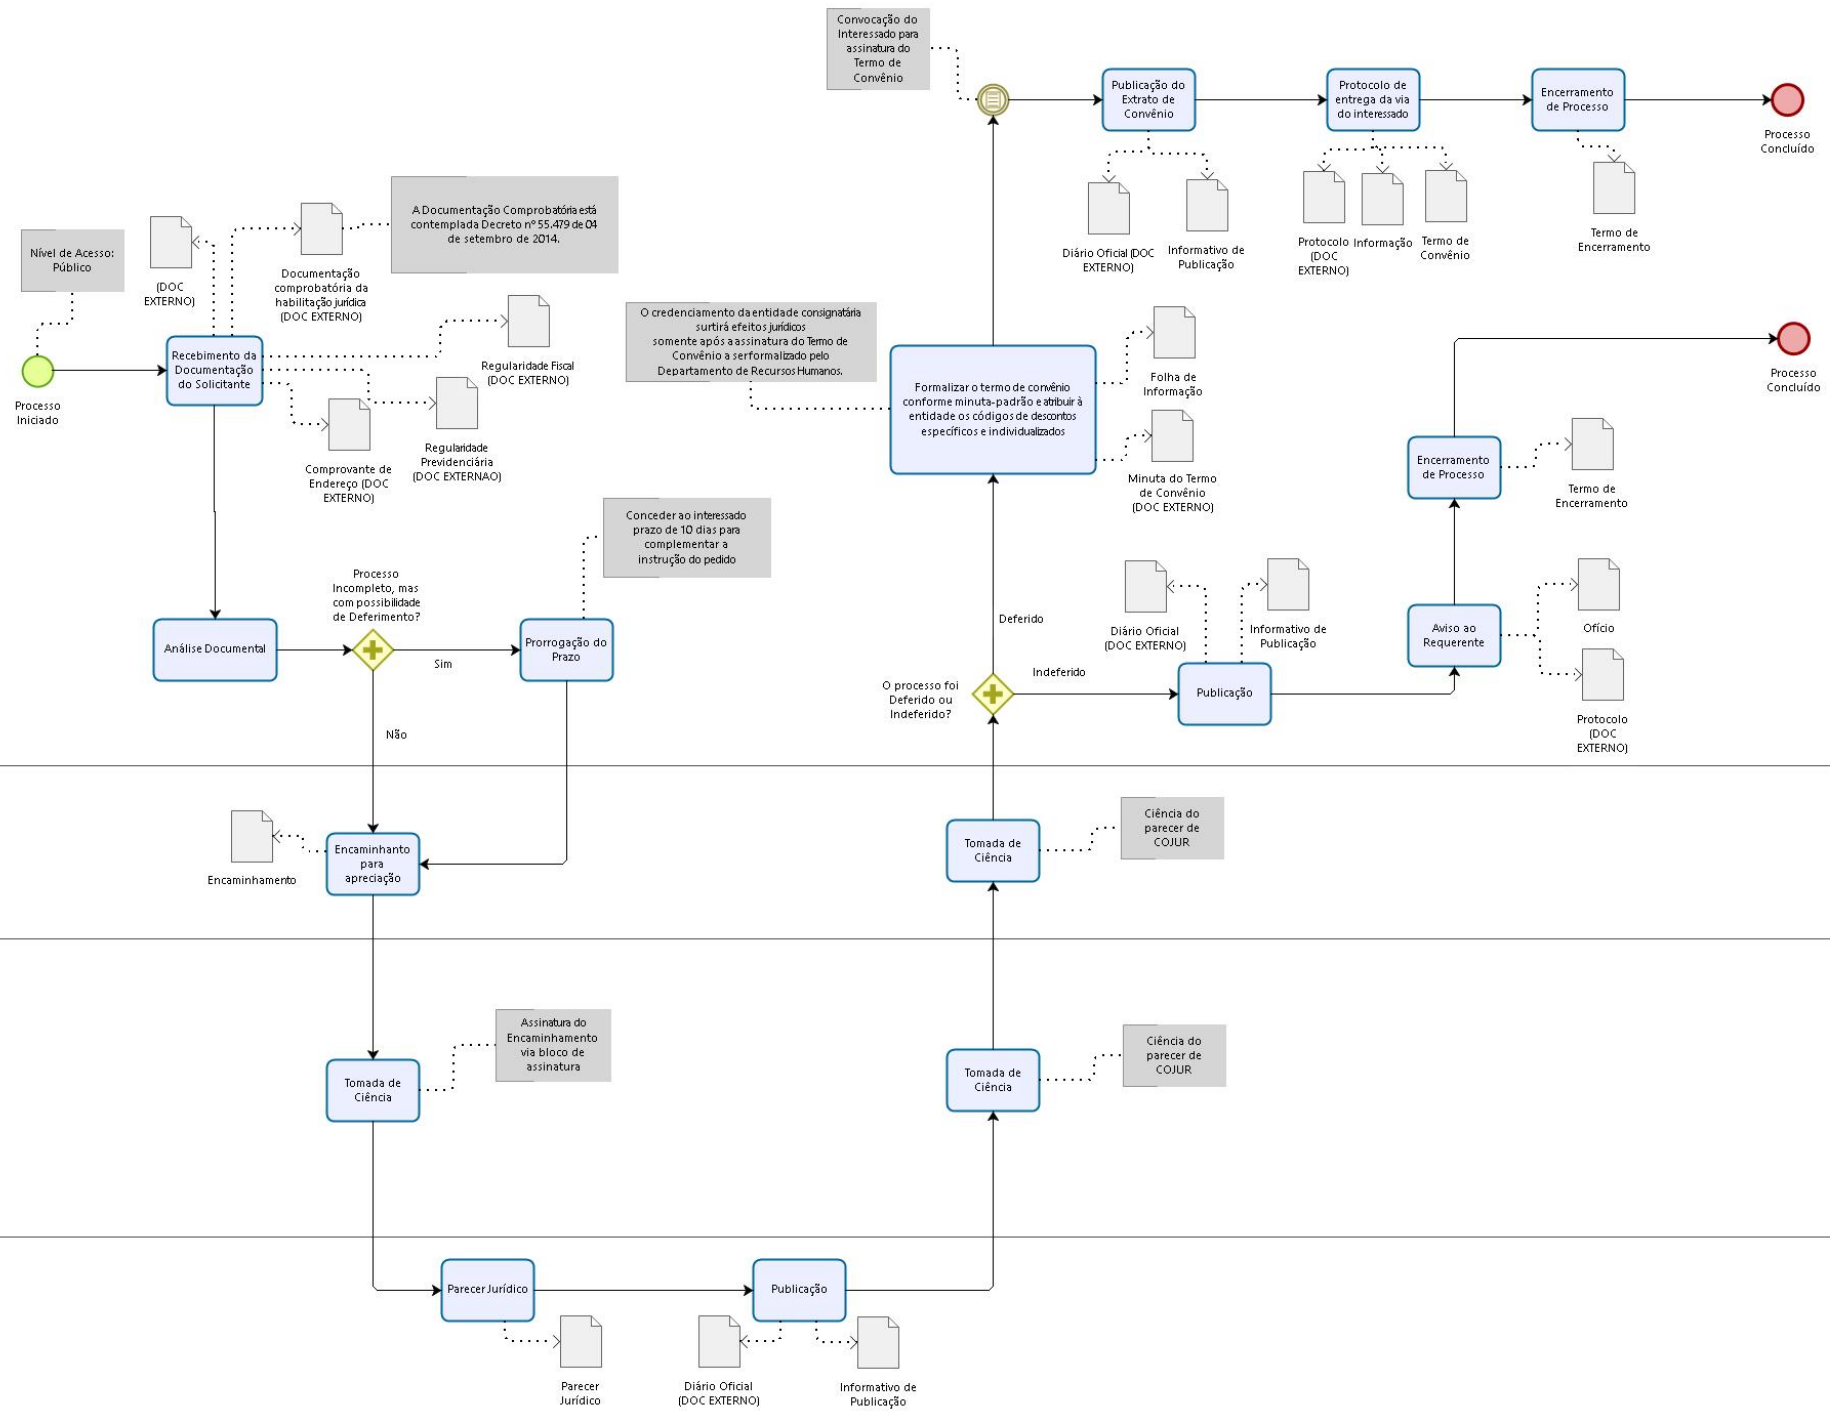 Convocação do
Interessado para
assinatura do
Termo de
Convênio
Publicação do
Extrato de
Convênio
Protocolo de
entrega da via
do interessado
Encerramento
de Processo
Processo
Concluído
Diário Oficial (DOC
EXTERNO)
Informativo de
Publicação
Protocolo
(DOC
EXTERNO)
Informação
Termo de
Convênio
Termo de
Encerramento
Nível de Acesso:
Público
(DOC
EXTERNO)
Documentação
comprobatória da
habilitação jurídica
(DOC EXTERNO)
A Documentação Comprobatória está
contemplada Decreto nº 55.479 de 04
de setembro de 2014.
Regularidade Fiscal
(DOC EXTERNO)
Processo
Iniciado
Recebimento da
Documentação
do Solicitante
Comprovante de
Endereço (DOC
EXTERNO)
Regularidade
Previdenciária
(DOC EXTERNAO)
O credenciamento da entidade consignatária
surtirá efeitos jurídicos
somente após a assinatura do Termo de
Convênio a ser formalizado pelo
Departamento de Recursos Humanos.
Formalizar o termo de convênio
conforme minuta-padrão e atribuir à
entidade os códigos de descontos
específicos e individualizados
Folha de
Informação
Minuta do Termo
de Convênio
(DOC EXTERNO)
Processo
Concluído
Encerramento
de Processo
Termo de
Encerramento
Conceder ao interessado
prazo de 10 dias para
complementar a
instrução do pedido
Análise Documental
Processo
Incompleto, mas
com possibilidade
de Deferimento?
Sim
Não
Prorrogação do
Prazo
Deferido
Indeferido
O processo foi
Deferido ou
Indeferido?
Diário Oficial
(DOC EXTERNO)
Informativo de
Publicação
Publicação
Aviso ao
Requerente
Ofício
Protocolo
(DOC
EXTERNO)
Encaminhamento
Encaminhanto
para
apreciação
Tomada de
Ciência
Ciência do
parecer de
COJUR
Tomada de
Ciência
Assinatura do
Encaminhamento
via bloco de
assinatura
Tomada de
Ciência
Ciência do
parecer de
COJUR
Parecer Jurídico
Publicação
Parecer
Jurídico
Diário Oficial
(DOC EXTERNO)
Informativo de
Publicação